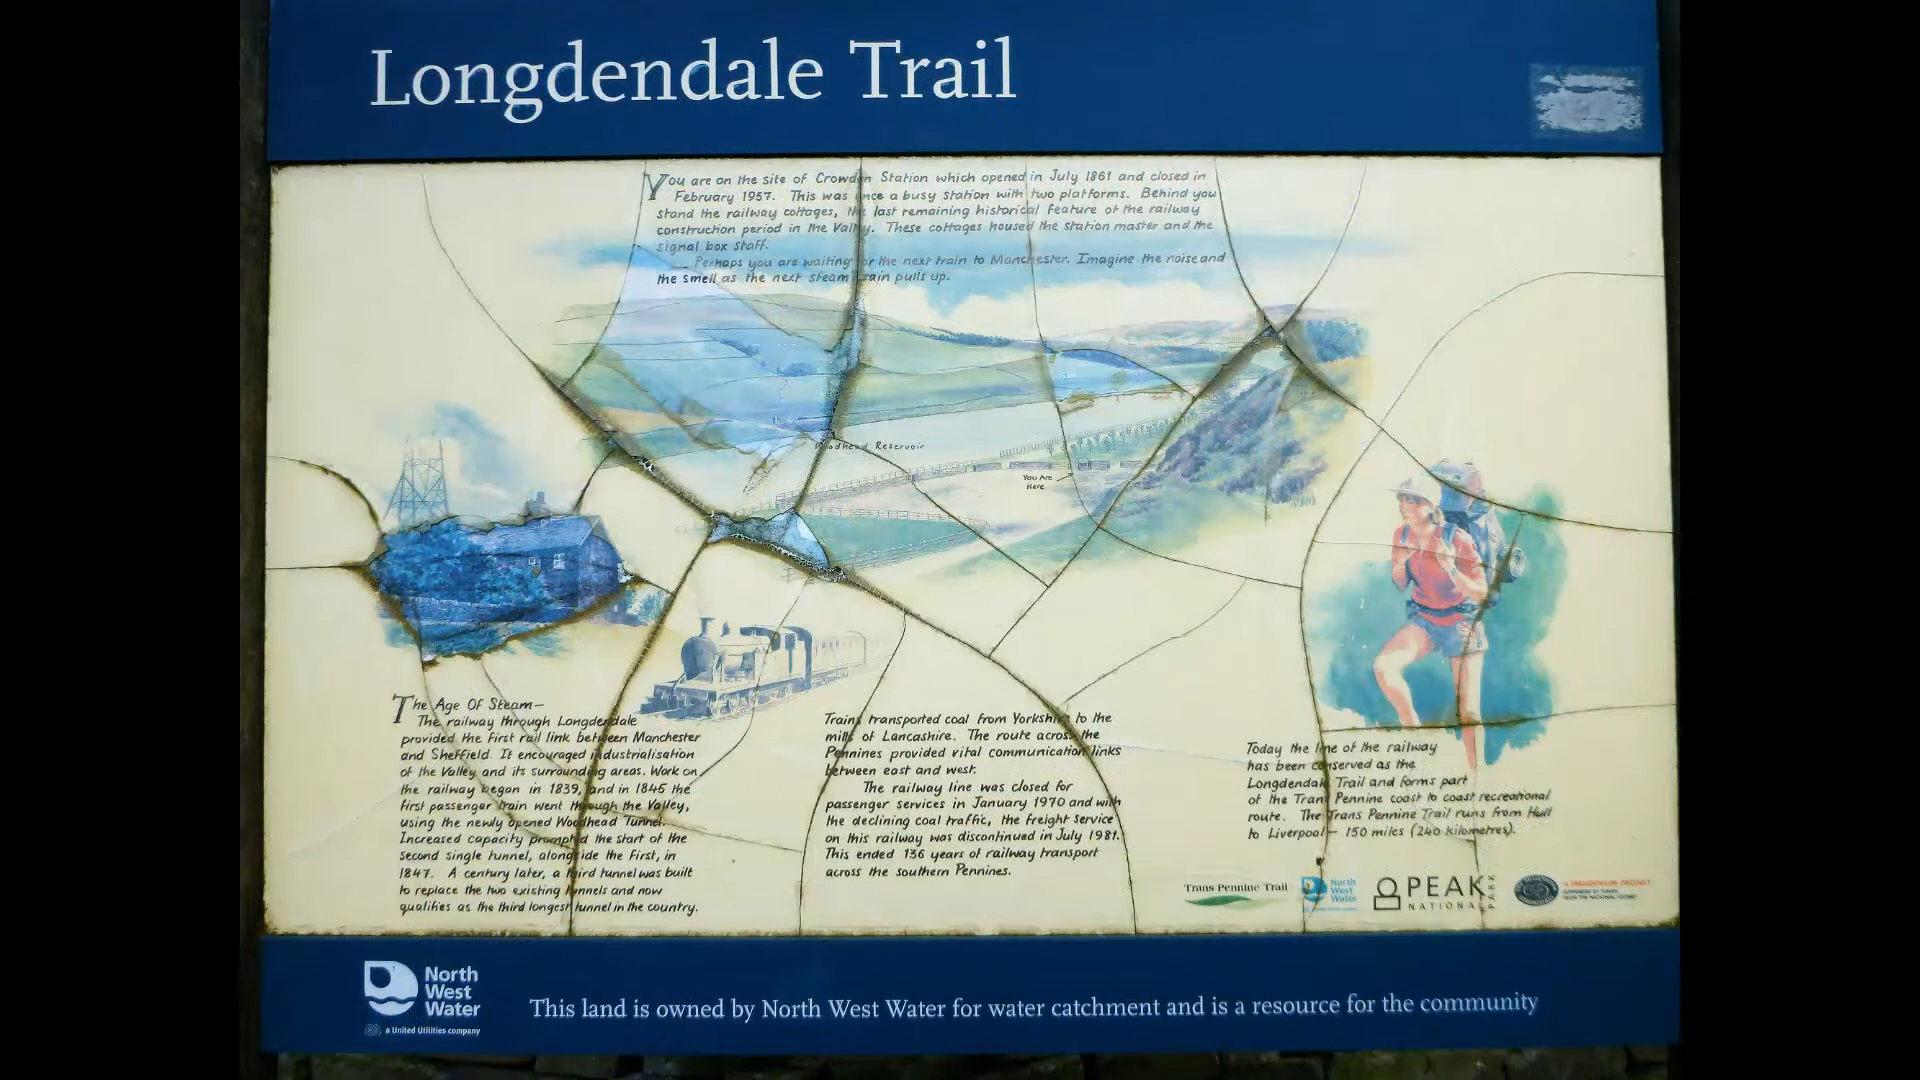 Longdendale Trail
You are on the site of Crowden Station which opened in July 1861 and closed in
February 1957. This was once a busy station with two platforms. Behind you
stand the railway cottages, the last remaining historical feature of the railway
construction period in the Valley. These cottages housed the station master and the
signal box staff.
Perhaps you are waiting for the next train to Manchester. Imagine the noise and
the smell as the next steam train pulls up.
Woodhead Reservoir
You Are
Here
The Age Of Steam—
The railway through Longdendale
provided the first rail link between Manchester
and Sheffield. It encouraged industrialisation
of the Valley and its surrounding areas. Work on
the railway began in 1839, and in 1845 the
first passenger train went through the Valley,
using the newly opened Woodhead Tunnel.
Increased capacity prompted the start of the
second single tunnel, alongside the first, in
1847. A century later, a third tunnel was built
to replace the two existing tunnels and now
qualifies as the third longest tunnel in the country.
Trains transported coal from Yorkshire to the
mills of Lancashire. The route across the
Pennines provided vital communication links
between east and west.
The railway line was closed for
passenger services in January 1970 and with
the declining coal traffic, the freight service
on this railway was discontinued in July 1981.
This ended 136 years of railway transport
across the southern Pennines.
Today the line of the railway
has been conserved as the
Longdendale Trail and forms part
of the Trans Pennine coast to coast recreational
route. The Trans Pennine Trail runs from Hull
to Liverpool – 150 miles (240 kilometres).
Trans Pennine Trail
North
West
Water
PEAK
NATIONAL
PARK
A MILLENNIUM PROJECT
North
West
Water
a United Utilities company
This land is owned by North West Water for water catchment and is a resource for the community